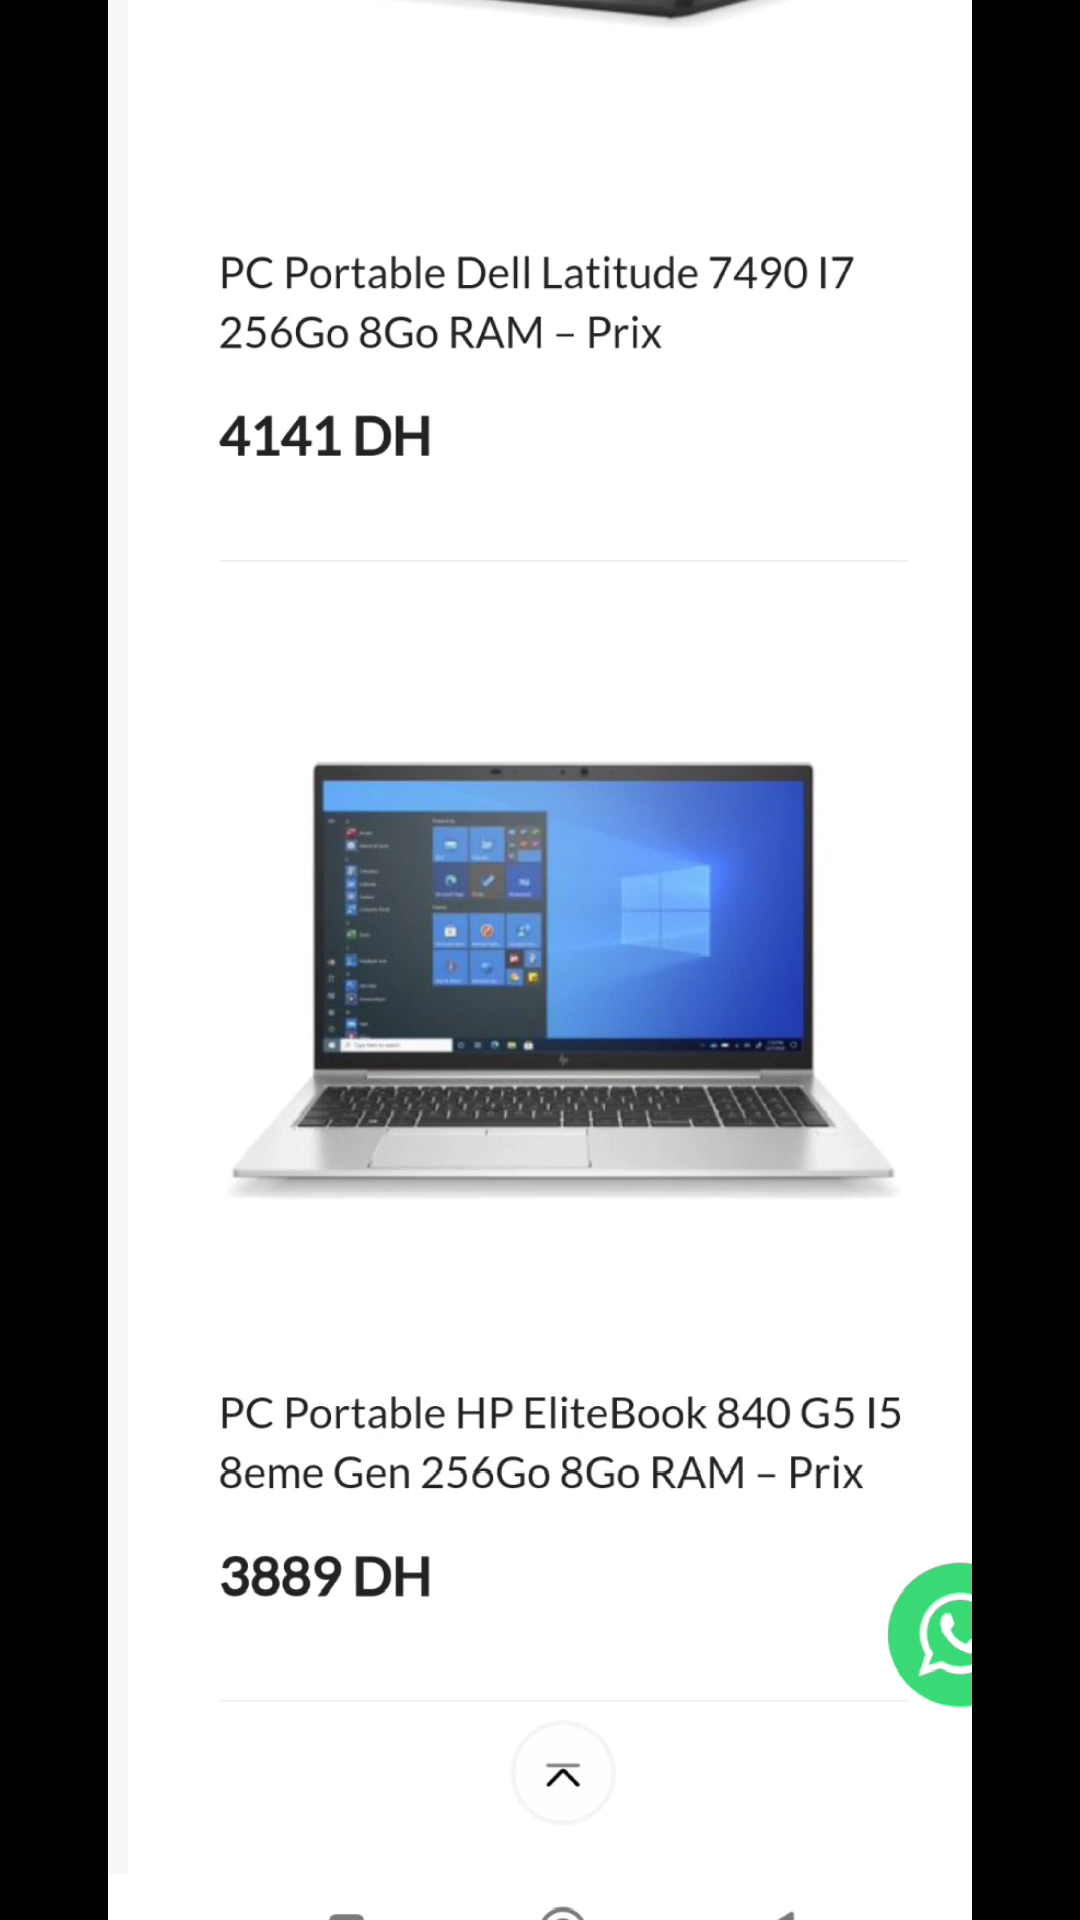 PC Portable Dell Latitude 7490 I7
256Go 8Go RAM – Prix
4141 DH
PC Portable HP EliteBook 840 G5 I5
8eme Gen 256Go 8Go RAM – Prix
3889 DH